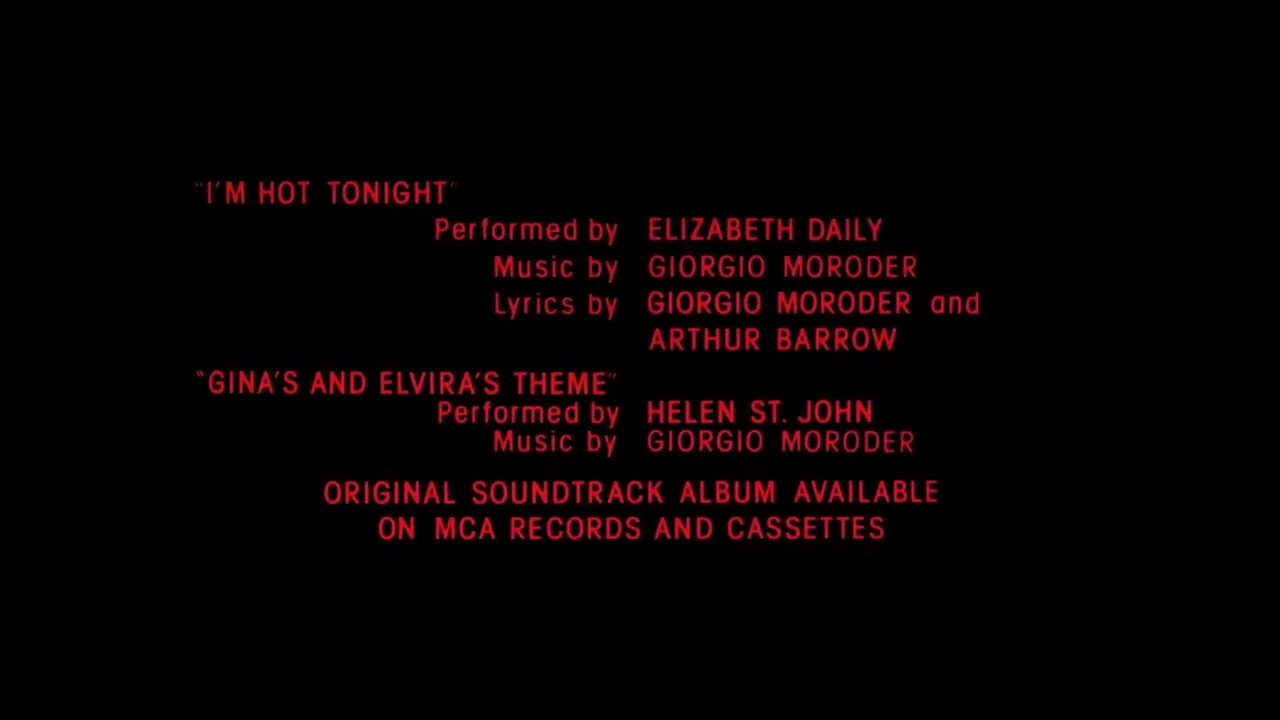 "I'M HOT TONIGHT"
Performed by ELIZABETH DAILY
Music by GIORGIO MORODER
Lyrics by GIORGIO MORODER and
ARTHUR BARROW
"GINA'S AND ELVIRA'S THEME"
Performed by HELEN ST. JOHN
Music by GIORGIO MORODER
ORIGINAL SOUNDTRACK ALBUM AVAILABLE
ON MCA RECORDS AND CASSETTES